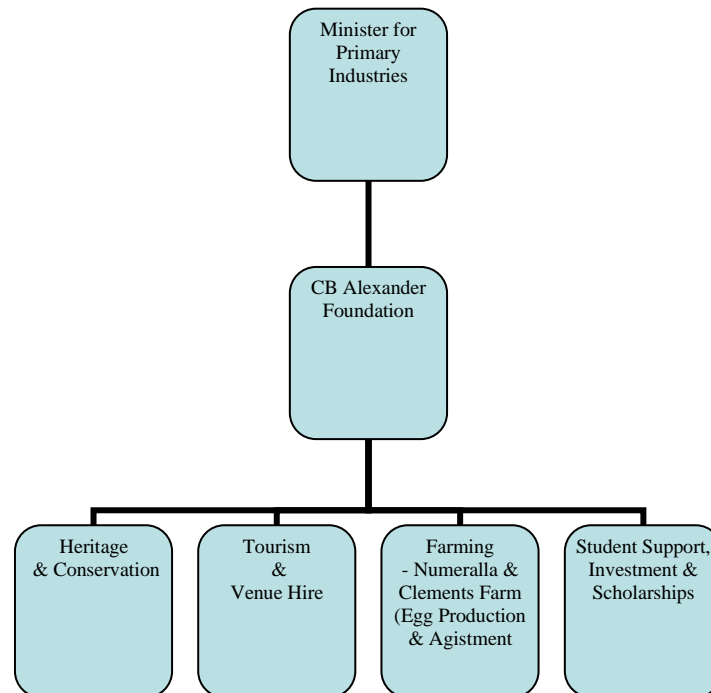 Minister for
Primary
Industries
CB Alexander
Foundation
Heritage
& Conservation
Tourism
&
Venue Hire
Farming
- Numeralla &
Clements Farm
(Egg Production
& Agistment
Student Support,
Investment &
Scholarships